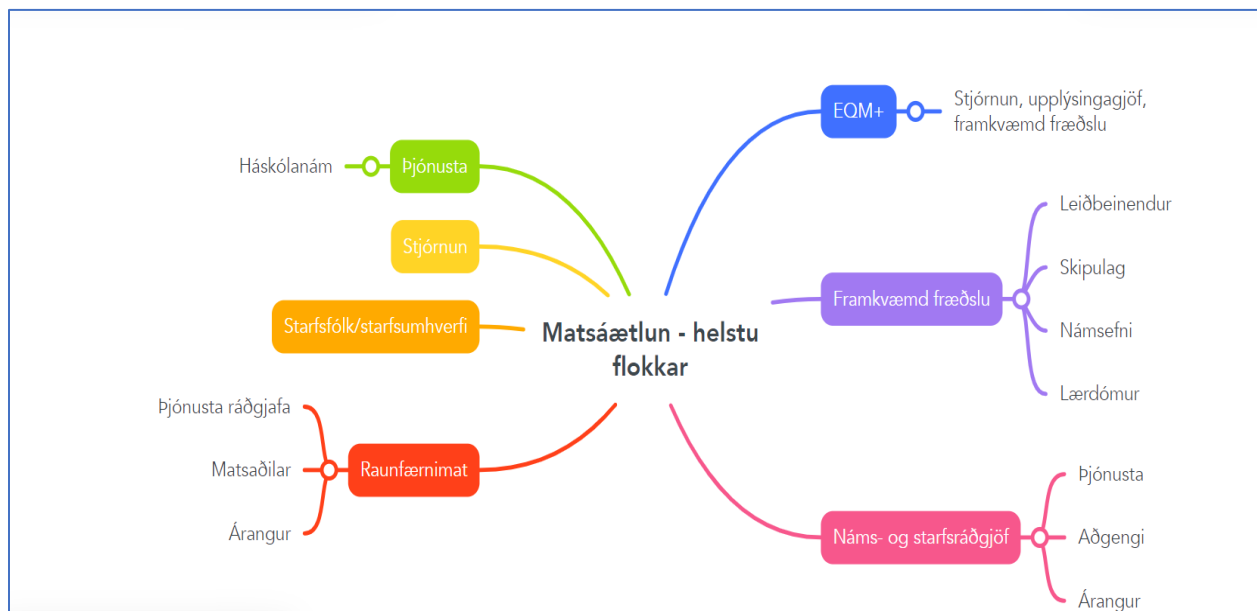 Matsáætlun - helstu
flokkar
EQM+
Stjórnun, upplýsingagjöf,
framkvæmd fræðslu
Framkvæmd fræðslu
Leiðbeinendur
Skipulag
Námsefni
Lærdómur
Náms- og starfsráðgjöf
Þjónusta
Aðgengi
Árangur
Þjónusta
Háskólanám
Stjórnun
Starfsfólk/starfsumhverfi
Raunfærnimat
Þjónusta ráðgjafa
Matsaðilar
Árangur